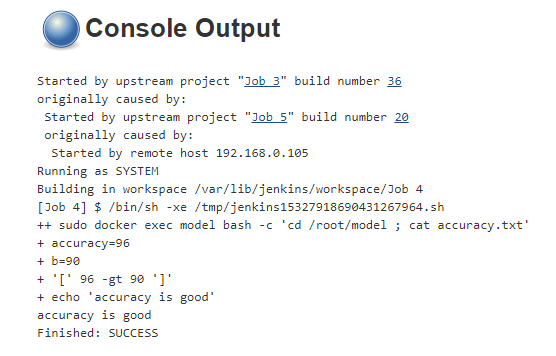 Console Output
Started by upstream project "Job 3" build number 36
originally caused by:
Started by upstream project "Job 5" build number 20
originally caused by:
Started by remote host 192.168.0.105
Running as SYSTEM
Building in workspace /var/lib/jenkins/workspace/Job 4
[Job 4] $ /bin/sh -xe /tmp/jenkins15327918690431267964.sh
++ sudo docker exec model bash -c 'cd /root/model ; cat accuracy.txt'
+ accuracy=96
+ b=90
+ '[' 96 -gt 90 ']'
+ echo 'accuracy is good'
accuracy is good
Finished: SUCCESS